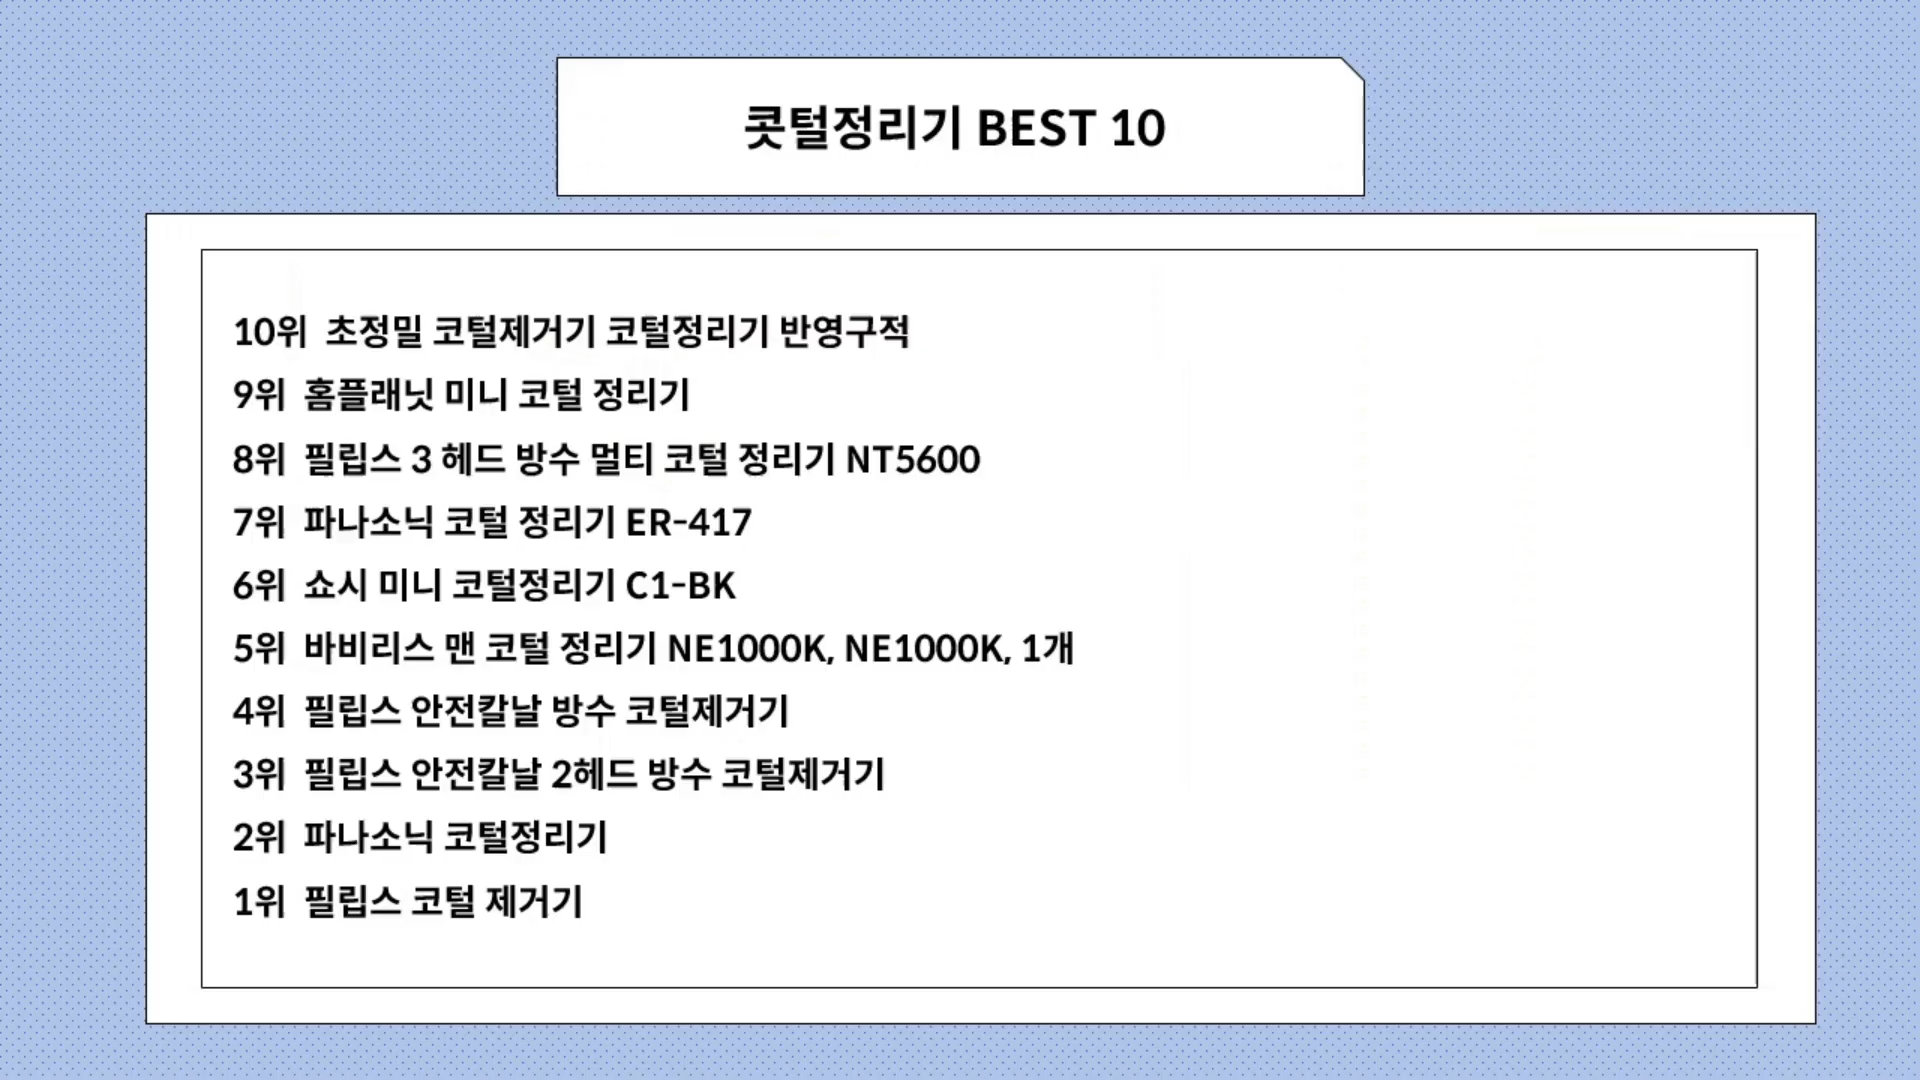 콧털정리기 BEST 10
10위 초정밀 코털제거기 코털정리기 반영구적
9위 홈플래닛 미니 코털 정리기
8위 필립스 3 헤드 방수 멀티 코털 정리기 NT5600
7위 파나소닉 코털 정리기 ER-417
6위 쇼시 미니 코털정리기 C1-BK
5위 바비리스 맨 코털 정리기 NE1000K, NE1000K, 1개
4위 필립스 안전칼날 방수 코털제거기
3위 필립스 안전칼날 2헤드 방수 코털제거기
2위 파나소닉 코털정리기
1위 필립스 코털 제거기